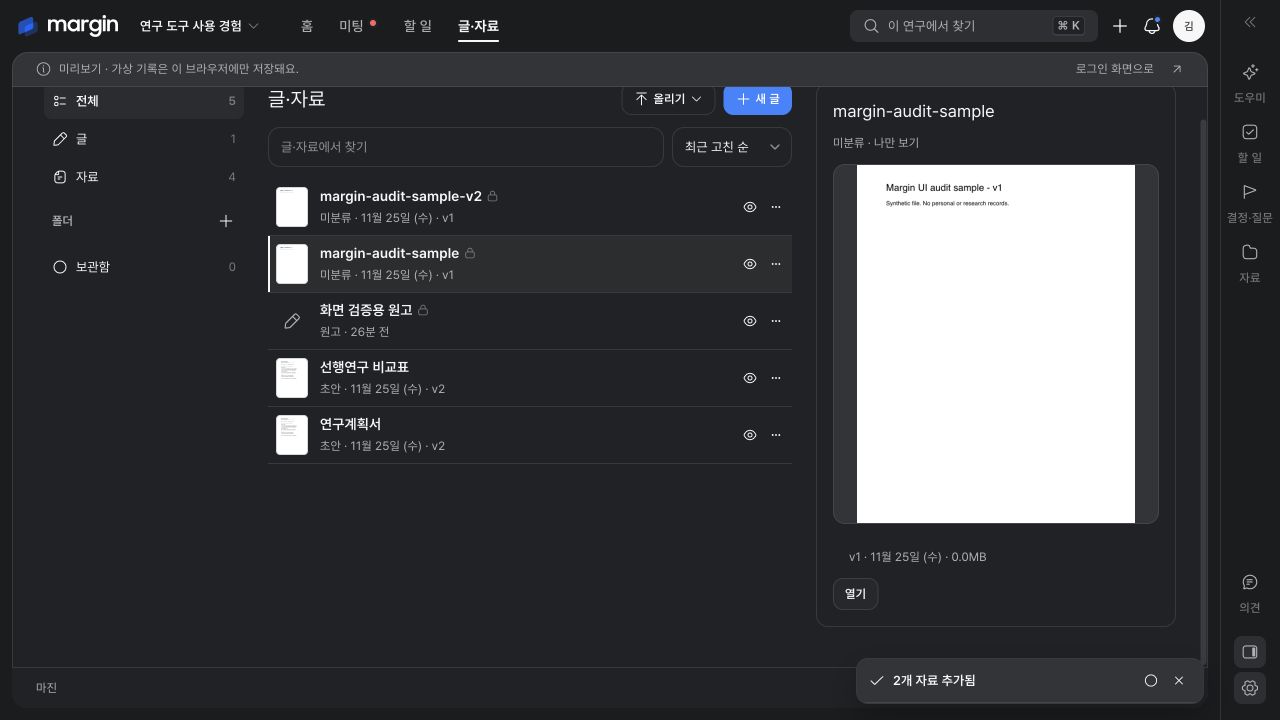 margin
연구 도구 사용 경험
홈
미팅
할 일
글·자료
이 연구에서 찾기
⌘ K
김
미리보기 · 가상 기록은 이 브라우저에만 저장돼요.
로그인 화면으로
전체
5
글
1
자료
4
폴더
보관함
0
글·자료
올리기
새 글
글·자료에서 찾기
최근 고친 순
margin-audit-sample-v2
미분류 · 11월 25일 (수) · v1
margin-audit-sample
미분류 · 11월 25일 (수) · v1
화면 검증용 원고
원고 · 26분 전
선행연구 비교표
초안 · 11월 25일 (수) · v2
연구계획서
초안 · 11월 25일 (수) · v2
margin-audit-sample
미분류 · 나만 보기
Margin UI audit sample - v1
Synthetic file. No personal or research records.
v1 · 11월 25일 (수) · 0.0MB
열기
도우미
할 일
결정·질문
자료
의견
마진
2개 자료 추가됨